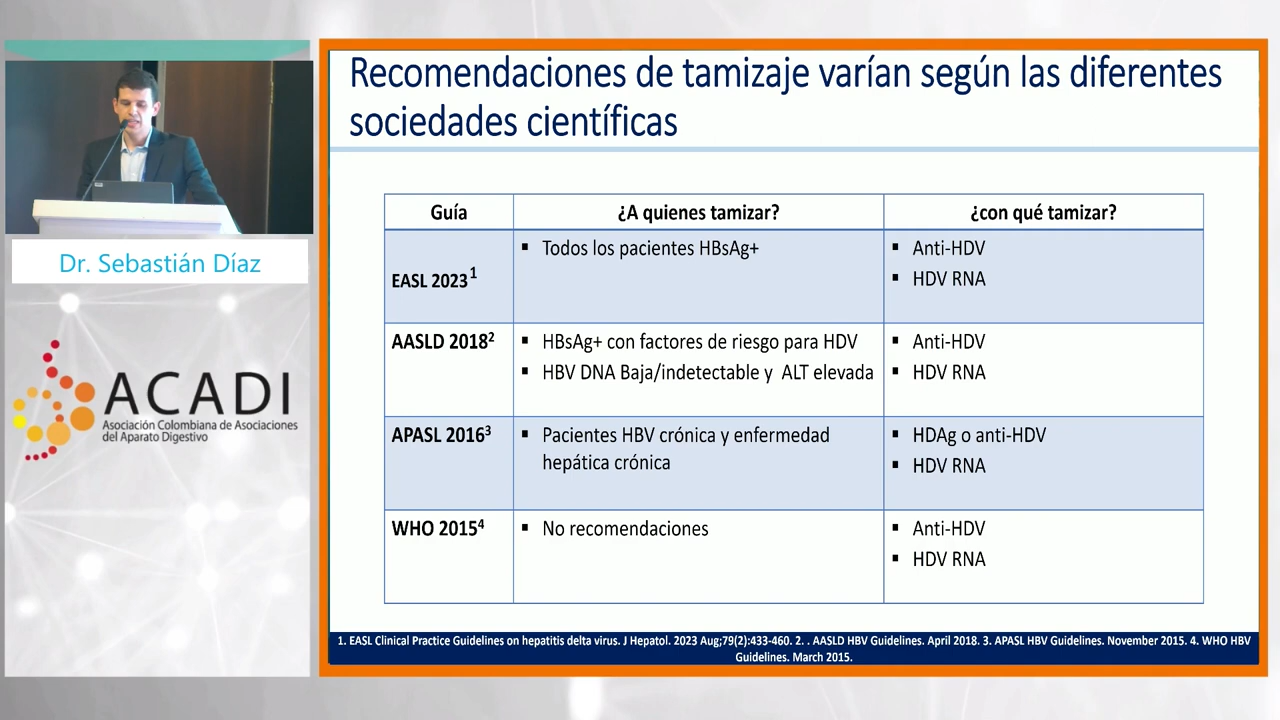 Recomendaciones de tamizaje varían según las diferentes
sociedades científicas
Dr. Sebastián Díaz
ACADI
Asociación Colombiana de Asociaciones
del Aparato Digestivo
Guía
¿A quienes tamizar?
¿con qué tamizar?
EASL 2023¹
▪ Todos los pacientes HBsAg+
▪ Anti-HDV
▪ HDV RNA
AASLD 2018²
▪ HBsAg+ con factores de riesgo para HDV
▪ HBV DNA Baja/indetectable y ALT elevada
▪ Anti-HDV
▪ HDV RNA
APASL 2016³
▪ Pacientes HBV crónica y enfermedad
hepática crónica
▪ HDAg o anti-HDV
▪ HDV RNA
WHO 2015⁴
▪ No recomendaciones
▪ Anti-HDV
▪ HDV RNA
1. EASL Clinical Practice Guidelines on hepatitis delta virus. J Hepatol. 2023 Aug;79(2):433-460. 2. . AASLD HBV Guidelines. April 2018. 3. APASL HBV Guidelines. November 2015. 4. WHO HBV
Guidelines. March 2015.